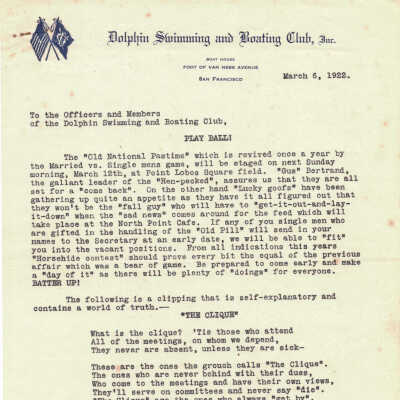 Dolphin Swimming and Boating Club, Inc.
BOAT HOUSE
FOOT OF VAN NESS AVENUE
SAN FRANCISCO
March 6, 1922.
To the Officers and Members
of the Dolphin Swimming and Boating Club,
PLAY BALL!
The "Old National Pastime" which is revived once a year by
the Married vs. Single mens game, will be staged on next Sunday
morning, March 12th, at Point Lobos Square field. "Gus" Bertrand,
the gallant leader of the "Hen-pecked", assures us that they are all
set for a "come back". On the other hand "Lucky goofs" have been
gathering up quite an appetite as they have it all figured out that
they won't be the "fall guy" who will have to "get-it-out-and-lay-
it-down" when the "sad news" comes around for the feed which will
take place at the North Point Cafe. If any of you single men who
are gifted in the handling of the "Old Pill" will send in your
names to the Secretary at an early date, we will be able to "fit"
you into the vacant positions. From all indications this years
"Horsehide contest" should prove every bit the equal of the previous
affair which was a bear of game. Be prepared to come early and make
a "day of it" as there will be plenty of "doings" for everyone.
BATTER UP!
The following is a clipping that is self-explanatory and
contains a world of truth.--
"THE CLIQUE"
What is the clique? 'Tis those who attend
All of the meetings, on whom we depend,
They never are absent, unless they are sick-
These are the ones the grouch calls "The Clique".
The ones who are never behind with their dues,
Who come to the meetings and have their own views,
They'll serve on committees and never say "die".
"The Clique" are the ones who always "get by".